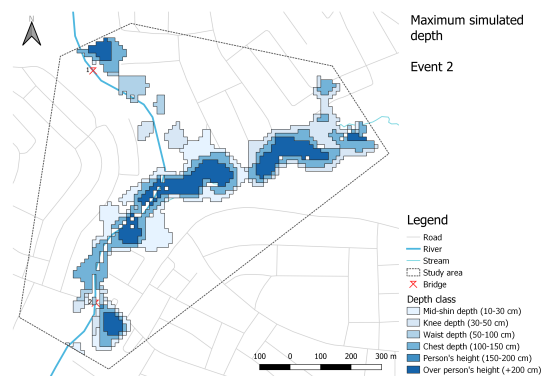 Maximum simulated
depth
Event 2
N
1
2
Legend
Road
River
Stream
Study area
Bridge
Depth class
Mid-shin depth (10-30 cm)
Knee depth (30-50 cm)
Waist depth (50-100 cm)
Chest depth (100-150 cm)
Person's height (150-200 cm)
Over person's height (+200 cm)
100 0 100 200 300 m